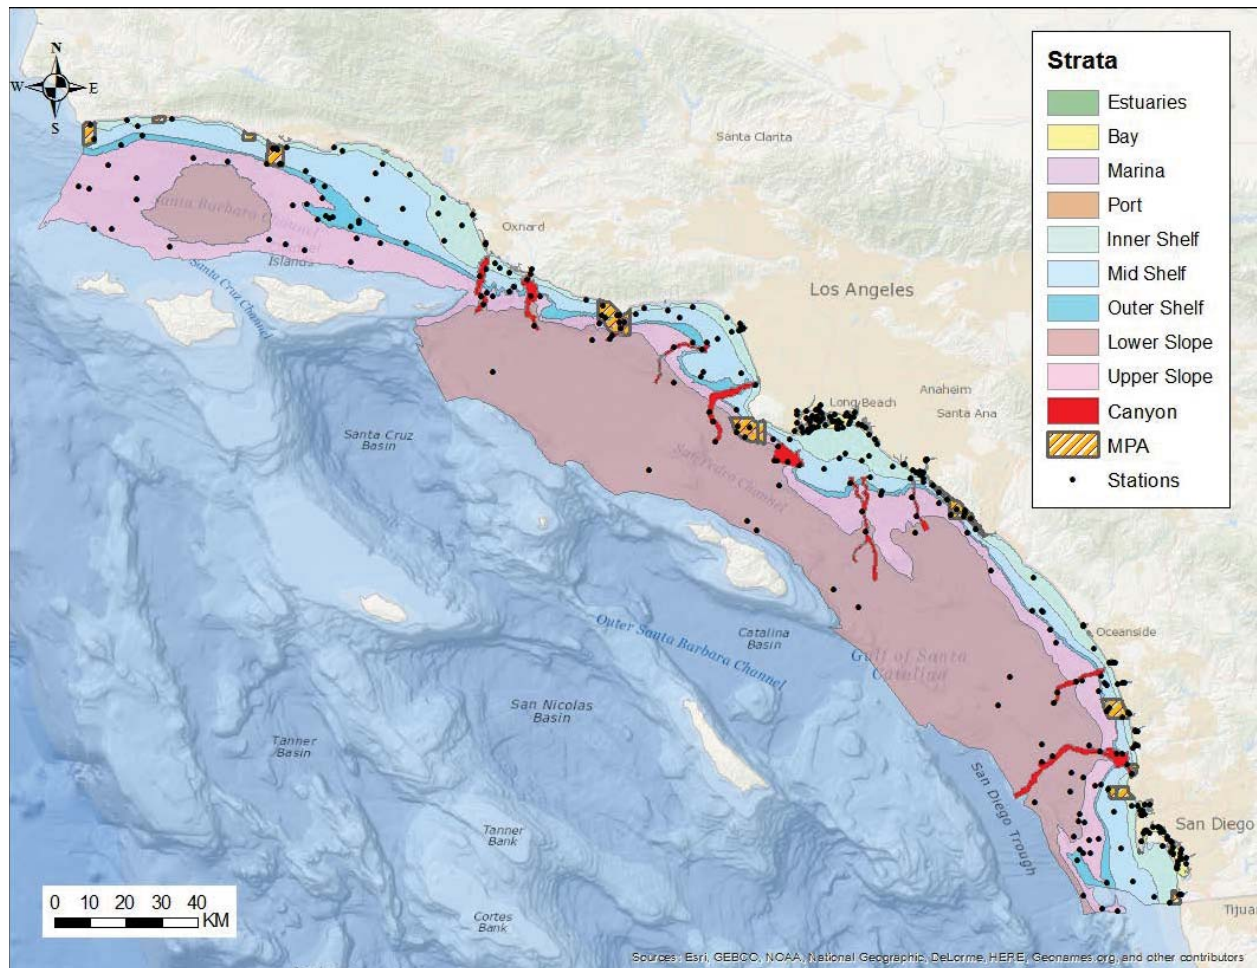 N
W E
S
Strata
Estuaries
Bay
Marina
Port
Inner Shelf
Mid Shelf
Outer Shelf
Lower Slope
Upper Slope
Canyon
MPA
Stations
Santa Clarita
Oxnard
Los Angeles
Santa Barbara Channel
Channel
Islands
Santa Cruz Channel
Anaheim
Long Beach
Santa Ana
Santa Cruz
Basin
San Pedro Channel
Outer Santa Barbara Channel
Catalina
Basin
Oceanside
Gulf of Santa
Catalina
San Nicolas
Basin
Tanner
Basin
San Diego Trough
San Diego
Tanner
Bank
Cortes
Bank
Tijua
0 10 20 30 40
KM
Sources: Esri, GEBCO, NOAA, National Geographic, DeLorme, HERE, Geonames.org, and other contributors